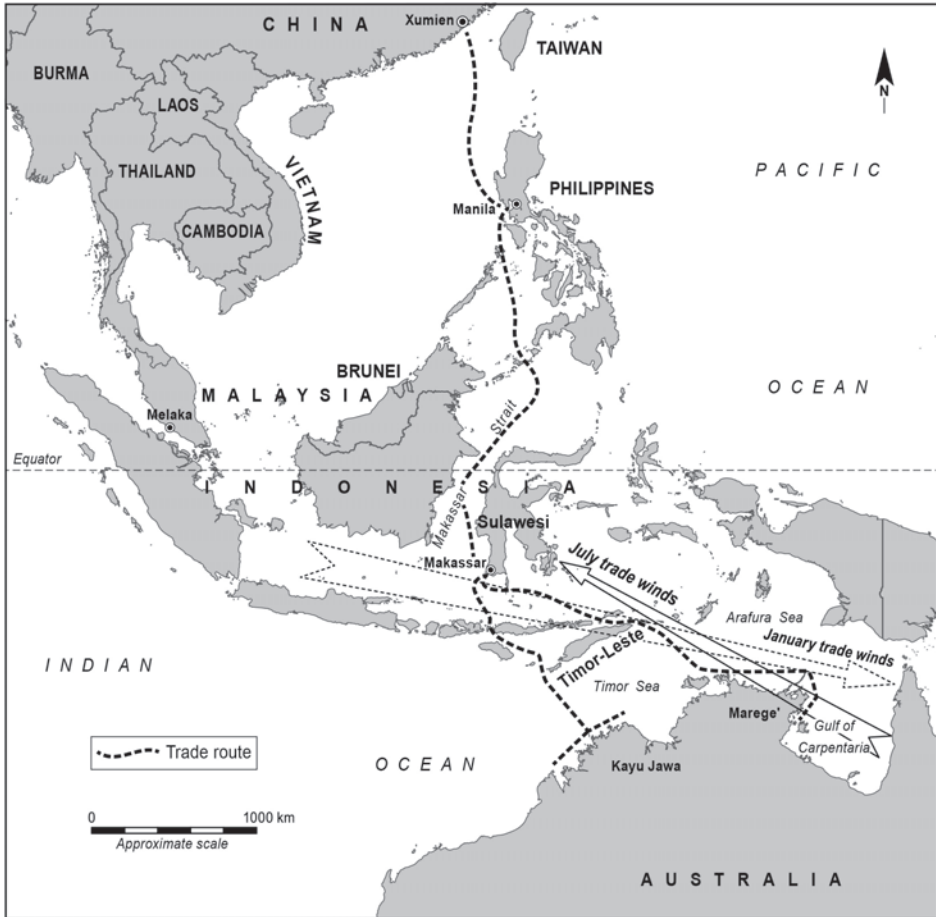 CHINA
Xumien
TAIWAN
BURMA
N
LAOS
PACIFIC
THAILAND
VIETNAM
PHILIPPINES
Manila
CAMBODIA
BRUNEI
MALAYSIA
OCEAN
Melaka
Strait
Equator
INDONESIA
Makassar
Sulawesi
Makassar
July trade winds
Arafura Sea
January trade winds
Timor-Leste
INDIAN
Timor Sea
Marege'
Gulf of
Carpentaria
Trade route
OCEAN
Kayu Jawa
0 1000 km
Approximate scale
AUSTRALIA